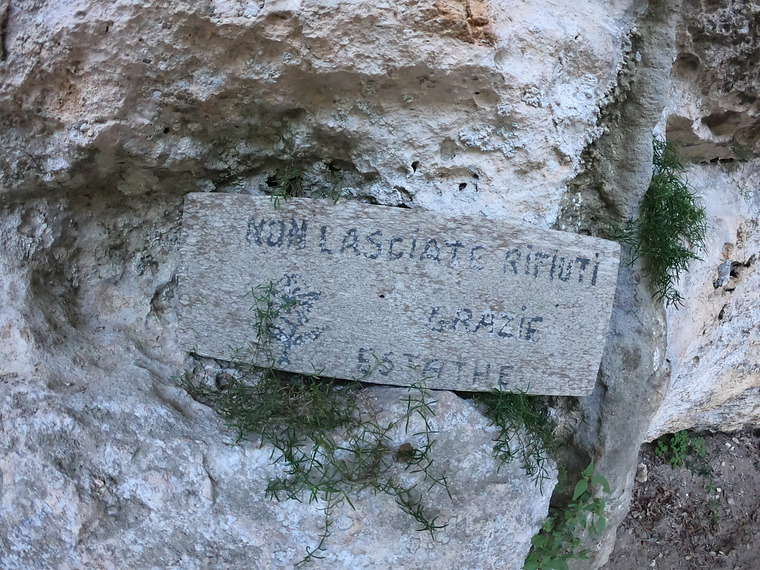 NON LASCIATE RIFIUTI
GRAZIE
ESTATHE